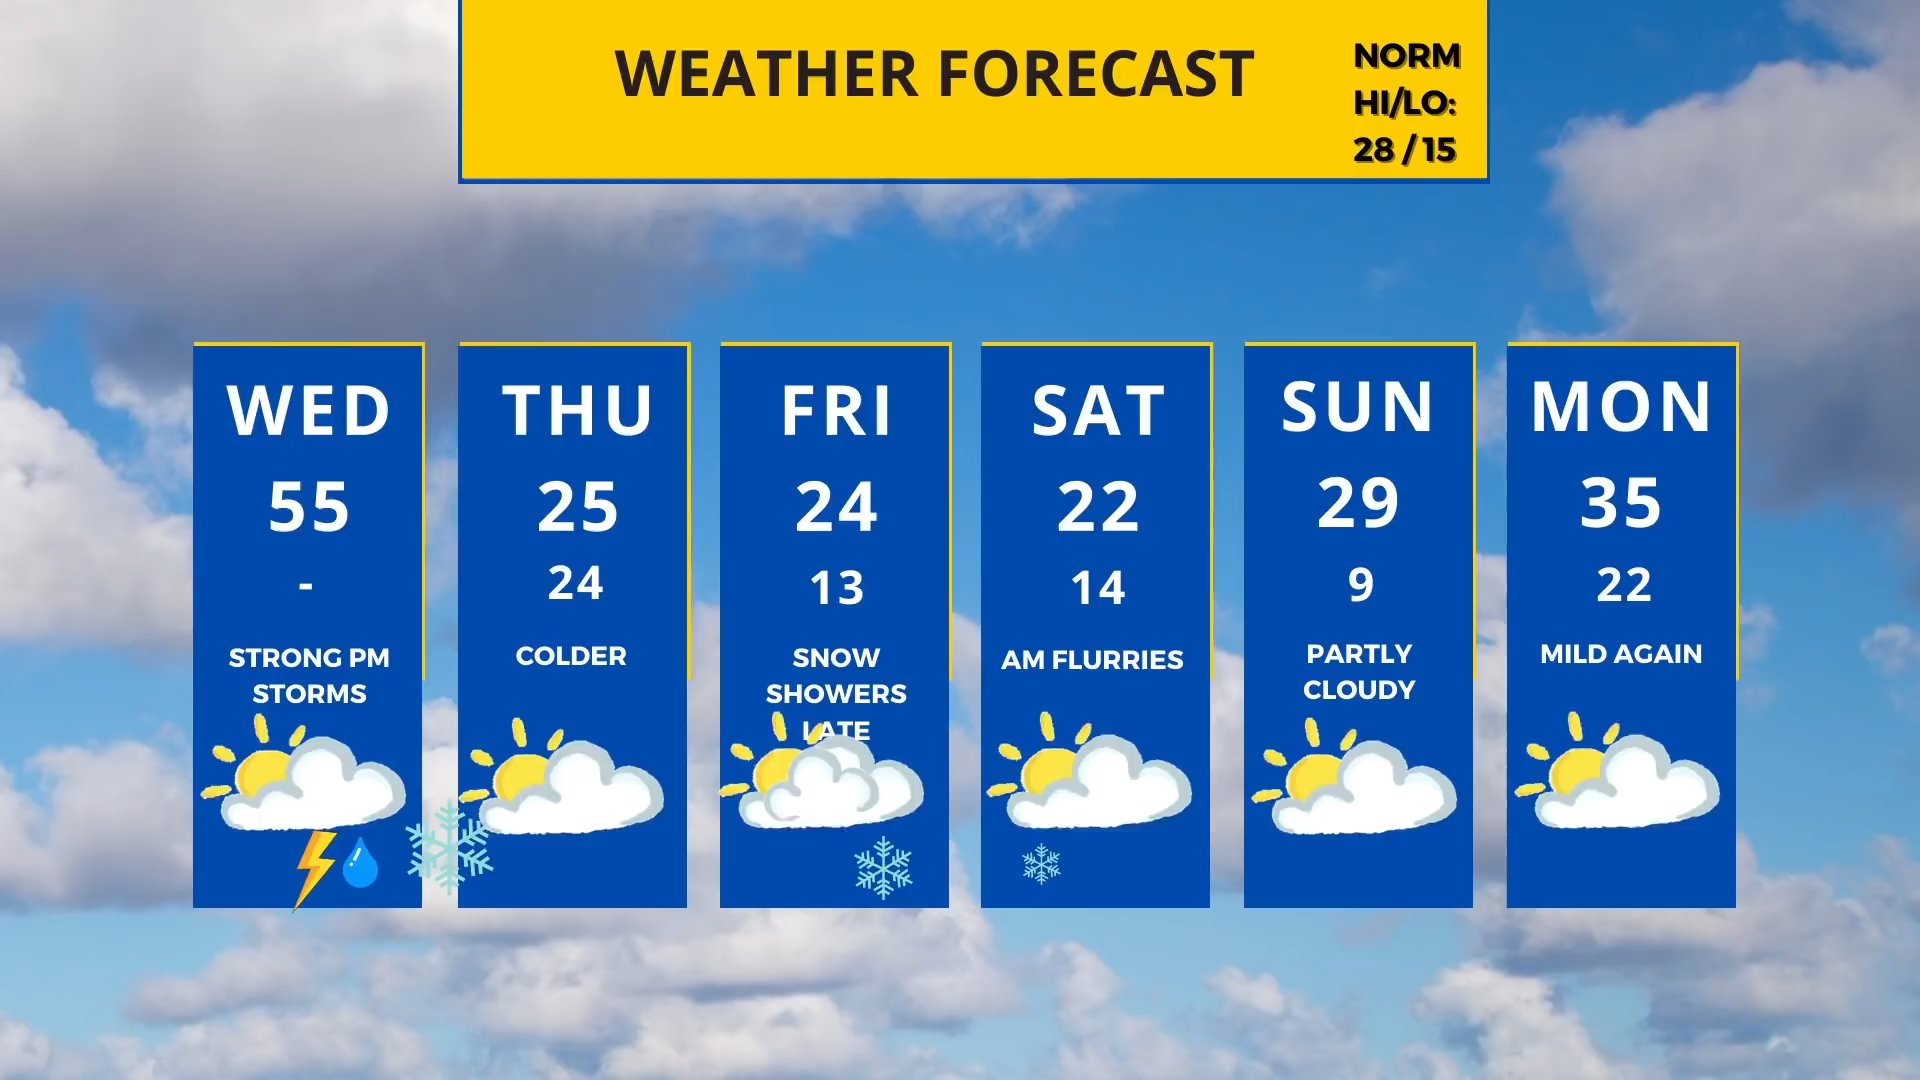 WEATHER FORECAST
NORM
HI/LO:
28 / 15
WED
55
-
STRONG PM
STORMS
THU
25
24
COLDER
FRI
24
13
SNOW
SHOWERS
LATE
SAT
22
14
AM FLURRIES
SUN
29
9
PARTLY
CLOUDY
MON
35
22
MILD AGAIN